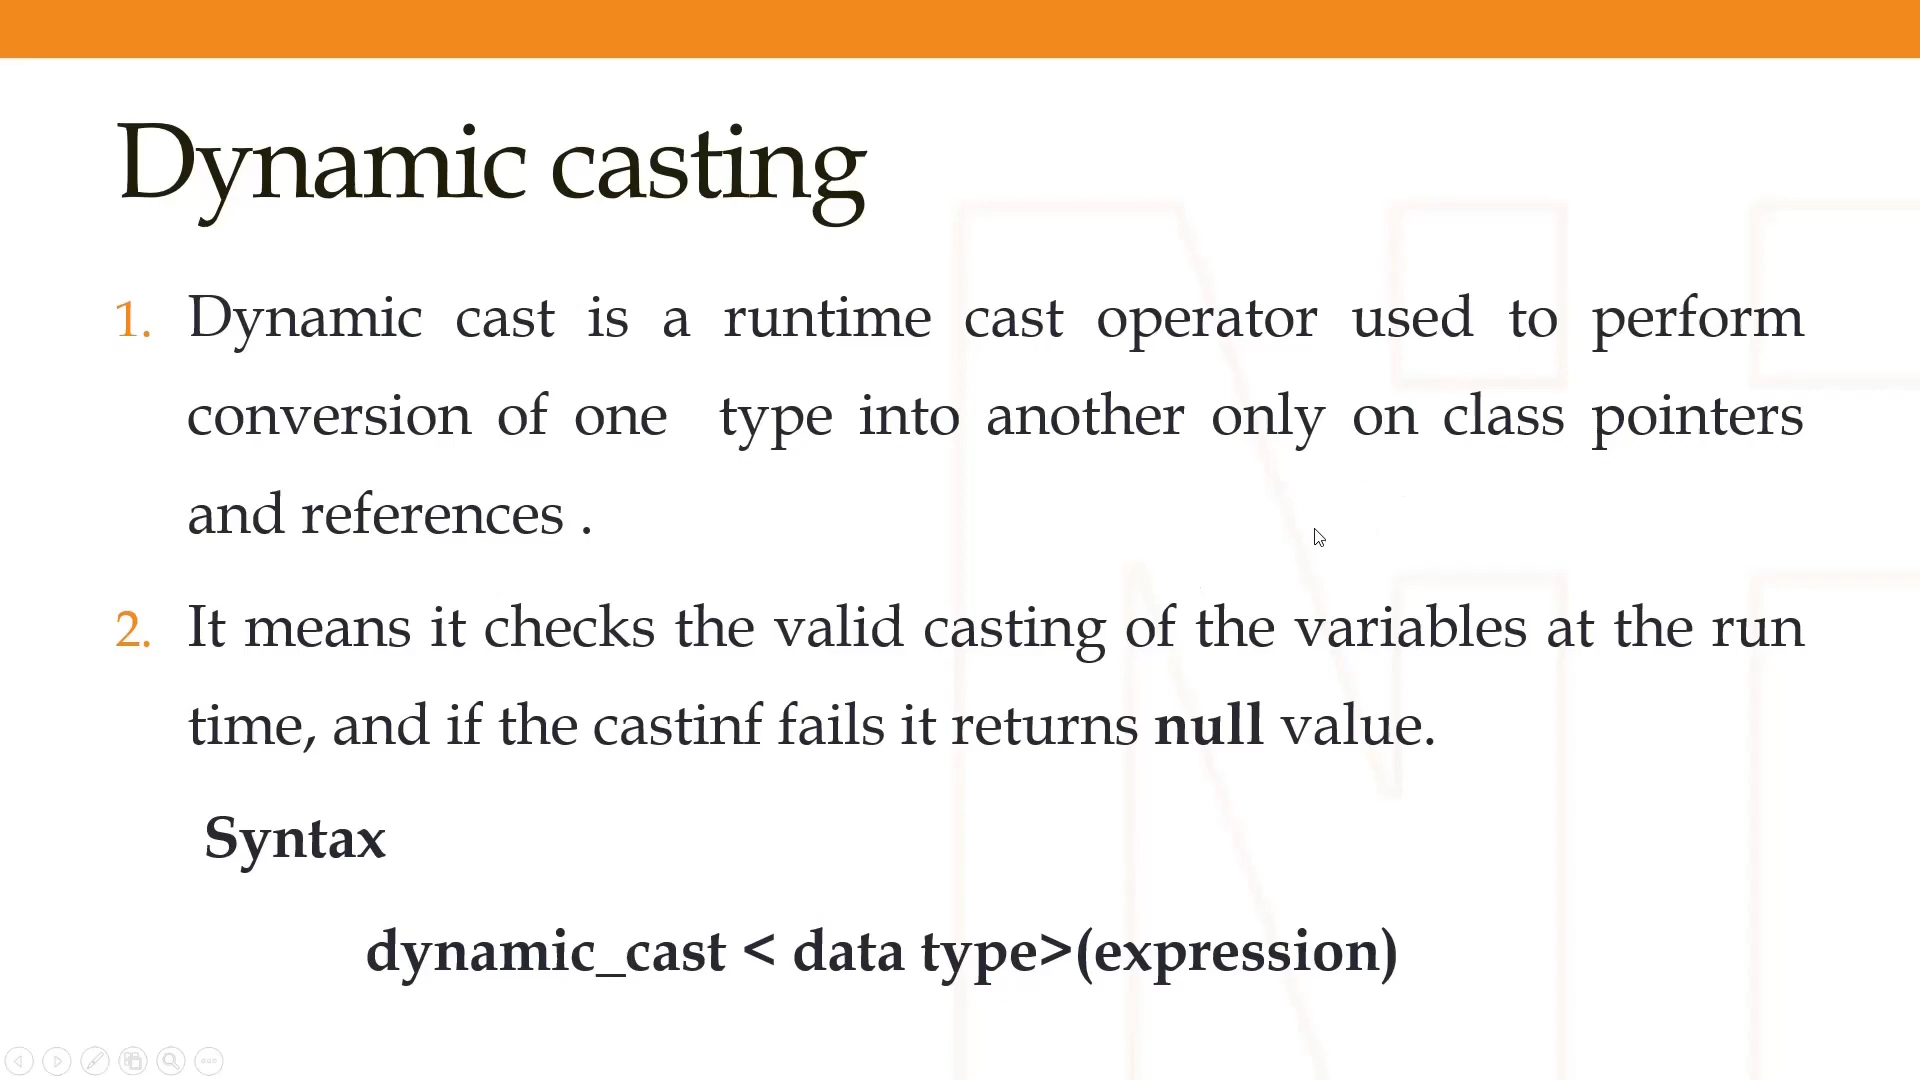 Dynamic casting
1. Dynamic cast is a runtime cast operator used to perform
conversion of one type into another only on class pointers
and references .
2. It means it checks the valid casting of the variables at the run
time, and if the castinf fails it returns null value.
Syntax
dynamic_cast < data type>(expression)